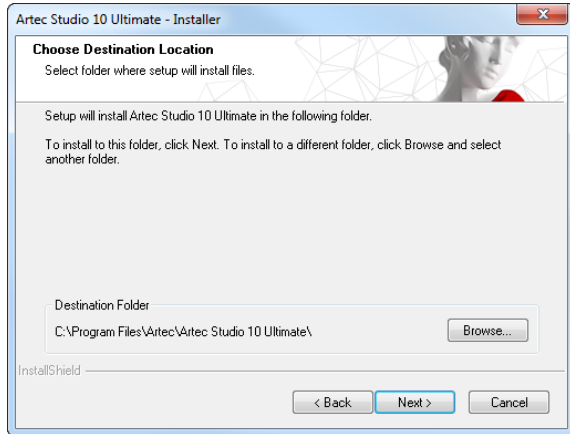 Artec Studio 10 Ultimate - Installer
Choose Destination Location
Select folder where setup will install files.
Setup will install Artec Studio 10 Ultimate in the following folder.
To install to this folder, click Next. To install to a different folder, click Browse and select
another folder.
Destination Folder
C:\Program Files\Artec\Artec Studio 10 Ultimate\
Browse...
InstallShield
< Back
Next >
Cancel